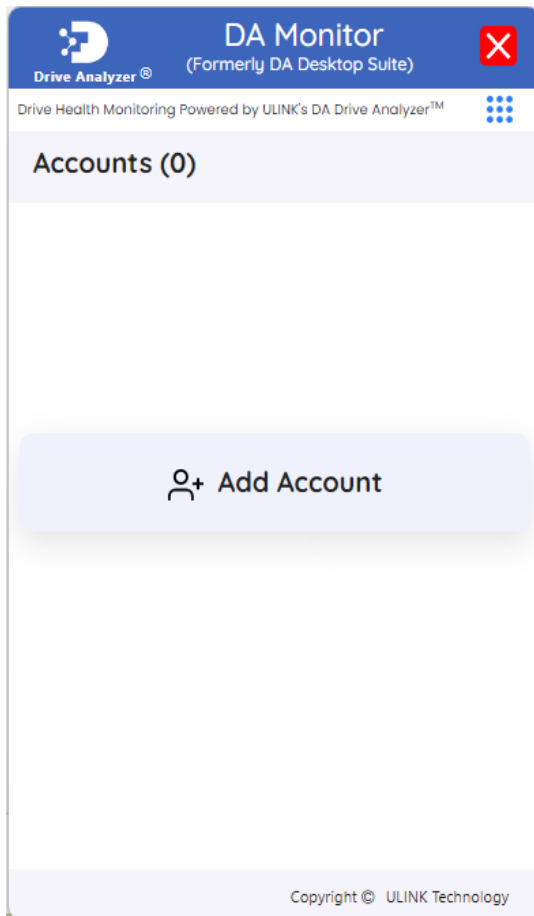 DA Monitor
(Formerly DA Desktop Suite)
Drive Analyzer ®
Drive Health Monitoring Powered by ULINK's DA Drive Analyzer™
Accounts (0)
Add Account
Copyright © ULINK Technology